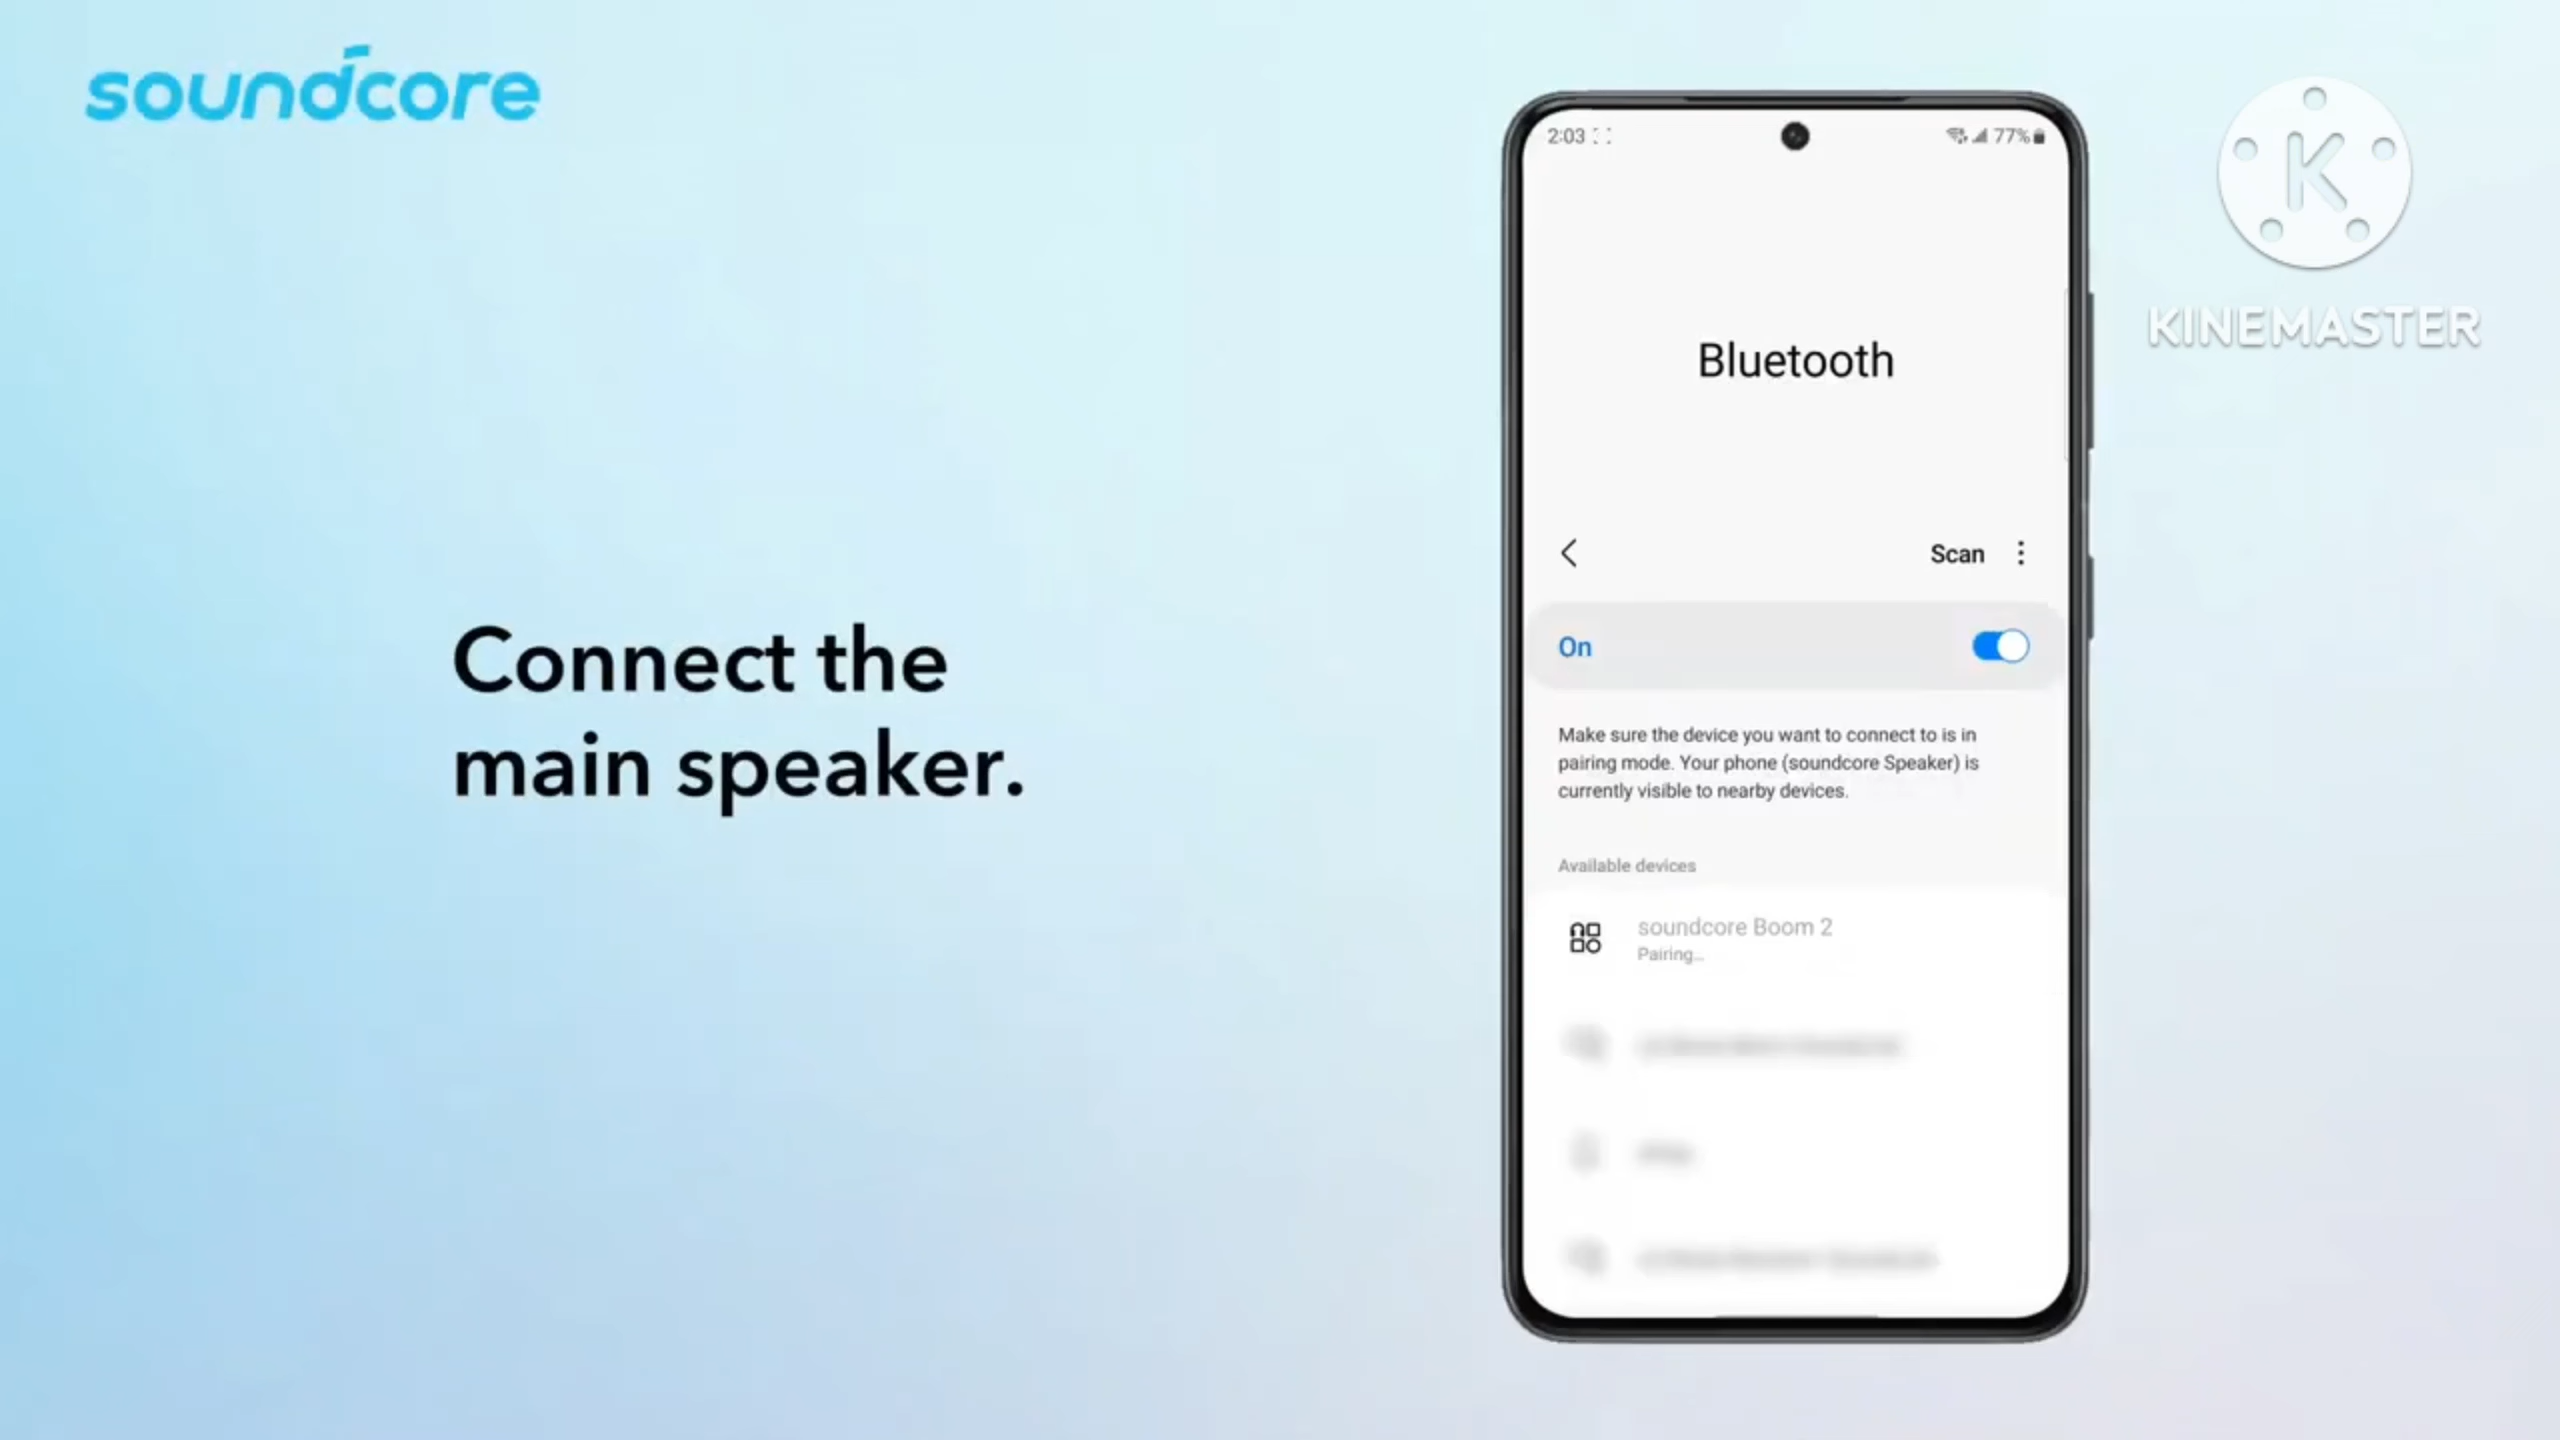 soundcore
Connect the
main speaker.
2:03
77%
Bluetooth
Scan
On
Make sure the device you want to connect to is in
pairing mode. Your phone (soundcore Speaker) is
currently visible to nearby devices.
Available devices
soundcore Boom 2
Pairing...
K
KINEMASTER